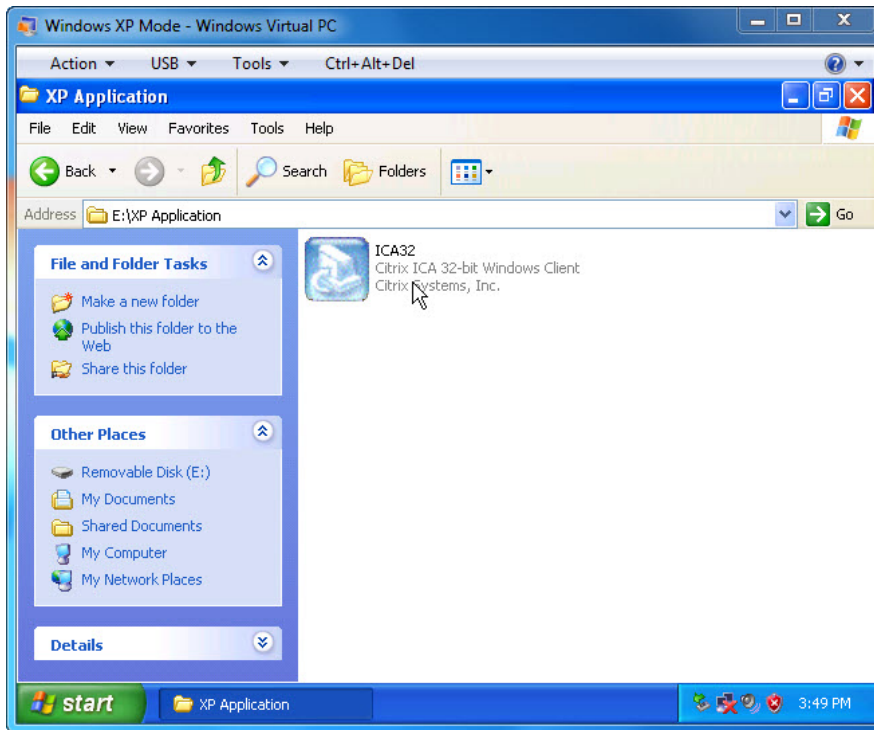 Windows XP Mode - Windows Virtual PC
Action USB Tools Ctrl+Alt+Del
XP Application
File Edit View Favorites Tools Help
Back Search Folders
Address E:\XP Application Go
File and Folder Tasks
Make a new folder
Publish this folder to the
Web
Share this folder
Other Places
Removable Disk (E:)
My Documents
Shared Documents
My Computer
My Network Places
Details
ICA32
Citrix ICA 32-bit Windows Client
Citrix Systems, Inc.
start XP Application 3:49 PM